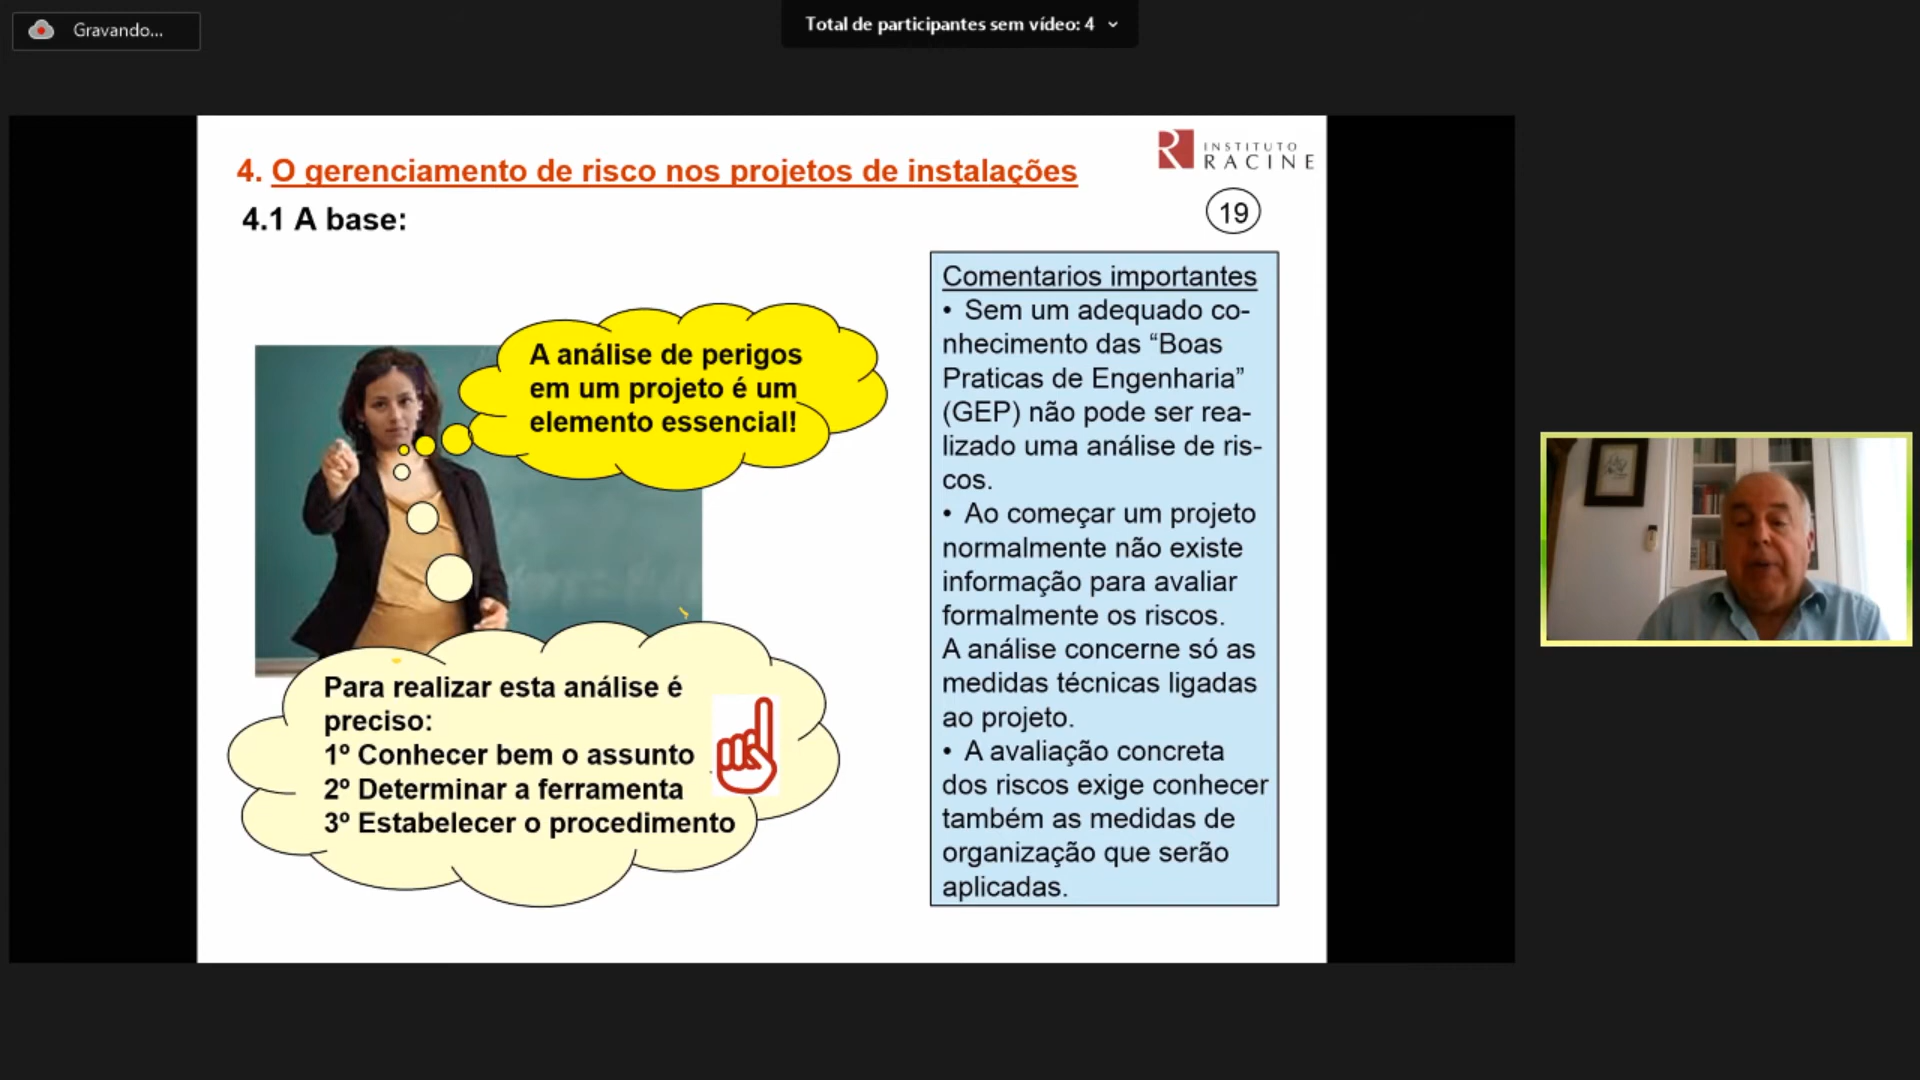 Gravando...
Total de participantes sem vídeo: 4
INSTITUTO
RACINE
4. O gerenciamento de risco nos projetos de instalações
4.1 A base:
19
A análise de perigos
em um projeto é um
elemento essencial!
Para realizar esta análise é
preciso:
1º Conhecer bem o assunto
2º Determinar a ferramenta
3º Estabelecer o procedimento
Comentarios importantes
• Sem um adequado co-
nhecimento das “Boas
Praticas de Engenharia”
(GEP) não pode ser rea-
lizado uma análise de ris-
cos.
• Ao começar um projeto
normalmente não existe
informação para avaliar
formalmente os riscos.
A análise concerne só as
medidas técnicas ligadas
ao projeto.
• A avaliação concreta
dos riscos exige conhecer
também as medidas de
organização que serão
aplicadas.